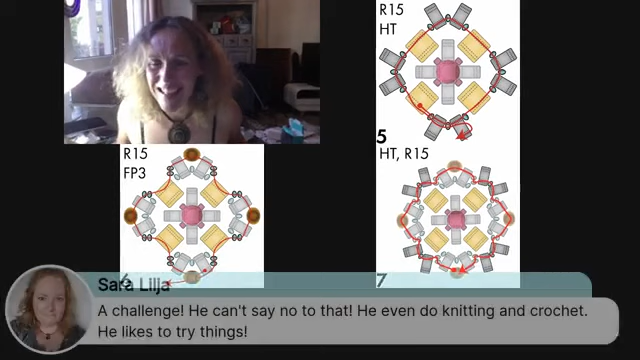 R15
HT
5
R15
FP3
HT, R15
6
7
Sara Lilja
A challenge! He can't say no to that! He even do knitting and crochet.
He likes to try things!